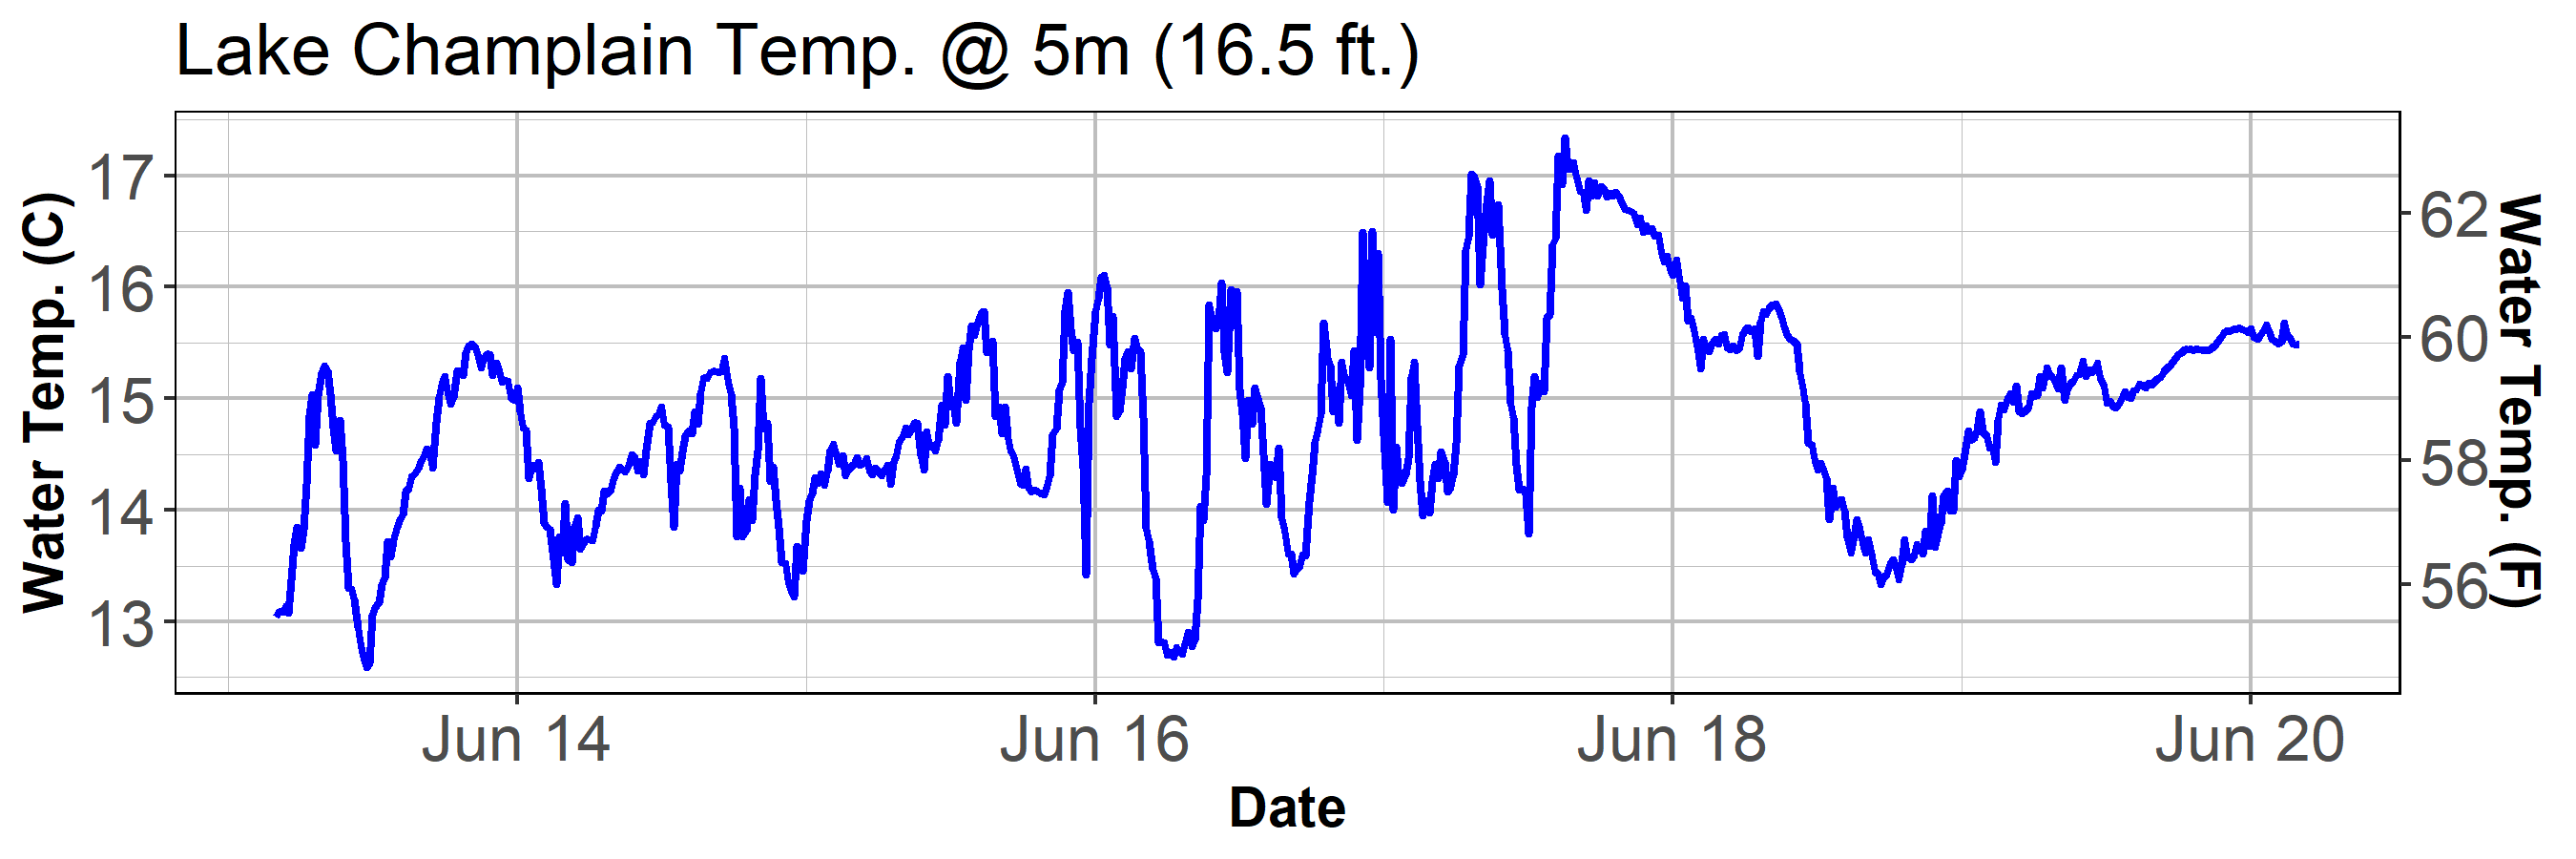 Lake Champlain Temp. @ 5m (16.5 ft.)
Water Temp. (C)
17
16
15
14
13
62
60
58
56
Water Temp. (F)
Jun 14
Jun 16
Jun 18
Jun 20
Date